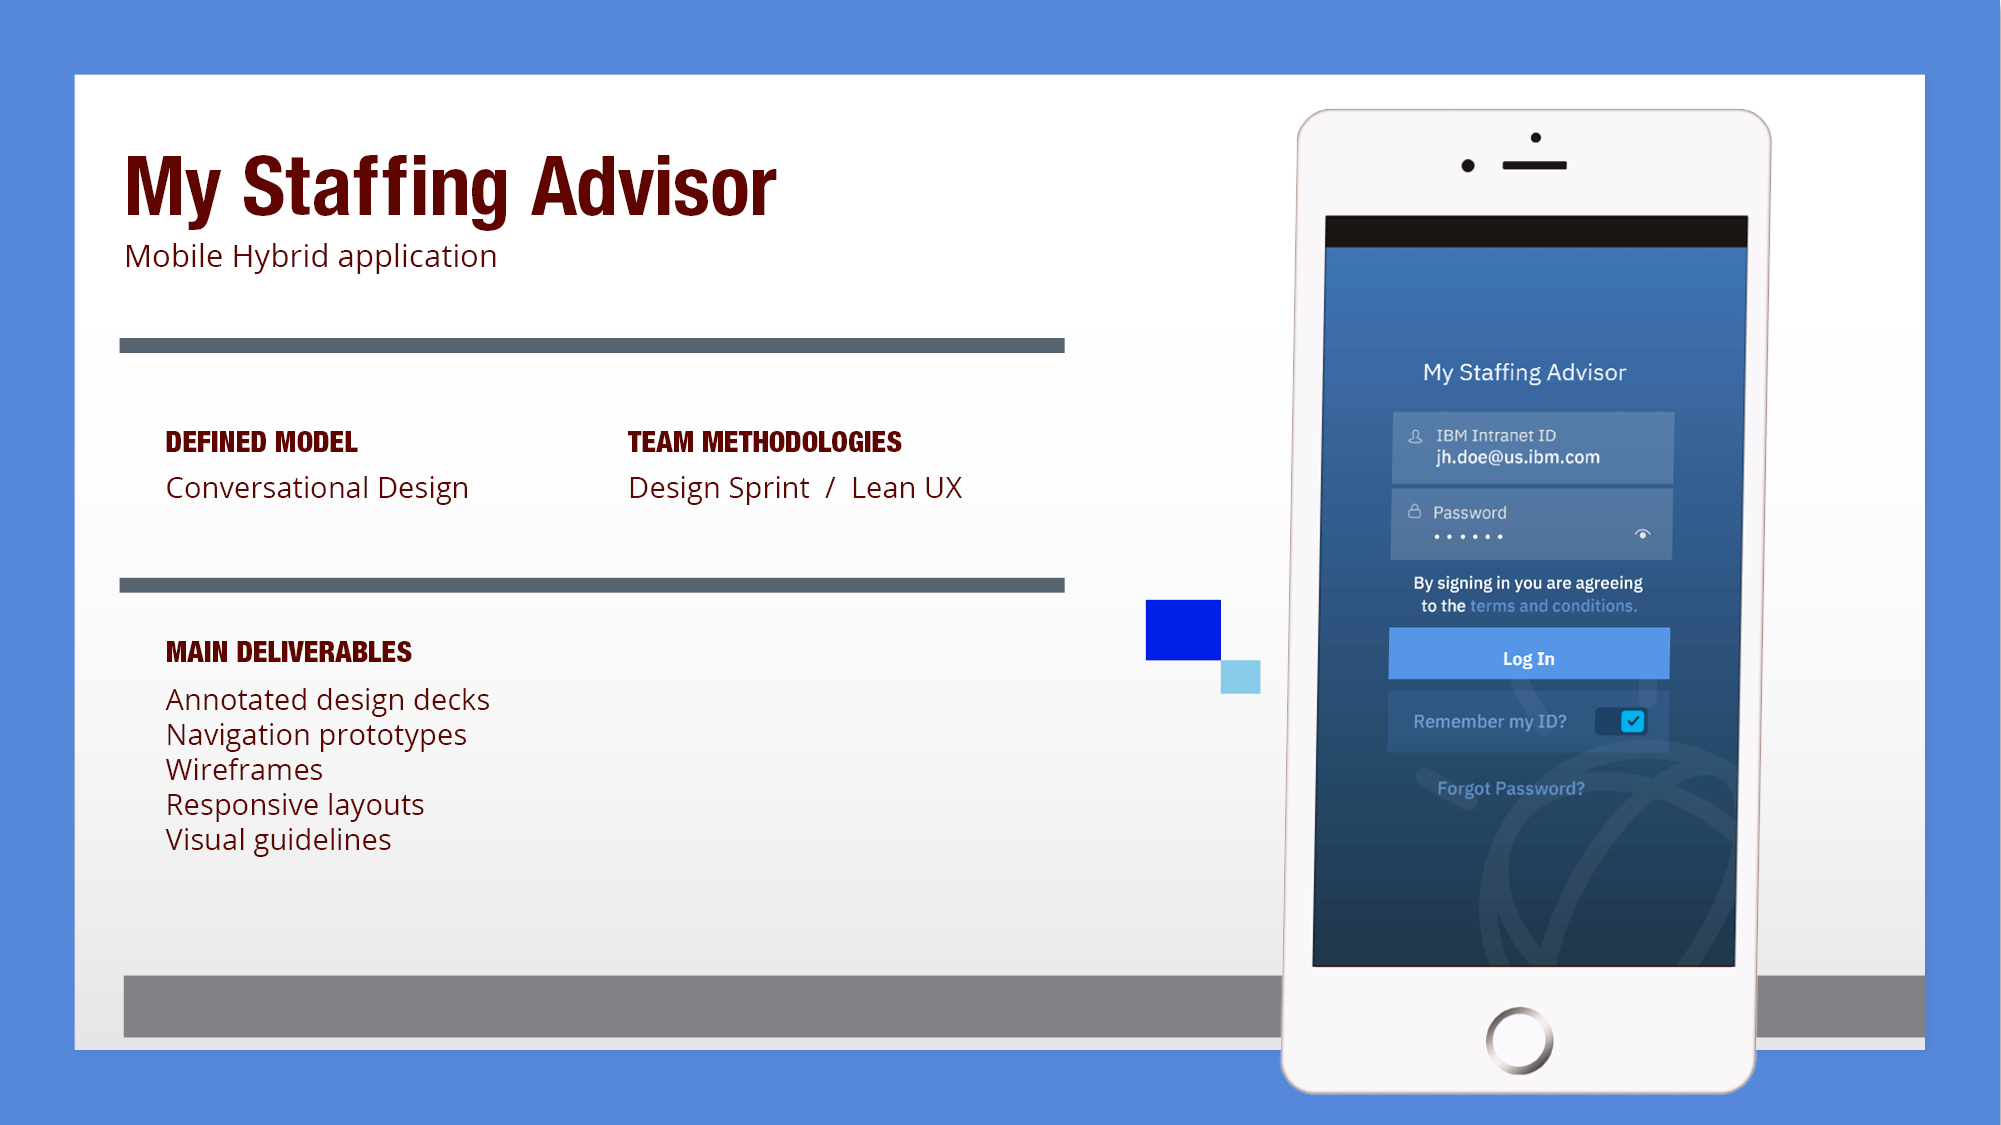 My Staffing Advisor
Mobile Hybrid application
DEFINED MODEL
Conversational Design
TEAM METHODOLOGIES
Design Sprint / Lean UX
MAIN DELIVERABLES
Annotated design decks
Navigation prototypes
Wireframes
Responsive layouts
Visual guidelines
My Staffing Advisor
IBM Intranet ID
jh.doe@us.ibm.com
Password
••••••
By signing in you are agreeing
to the terms and conditions.
Log In
Remember my ID?
Forgot Password?